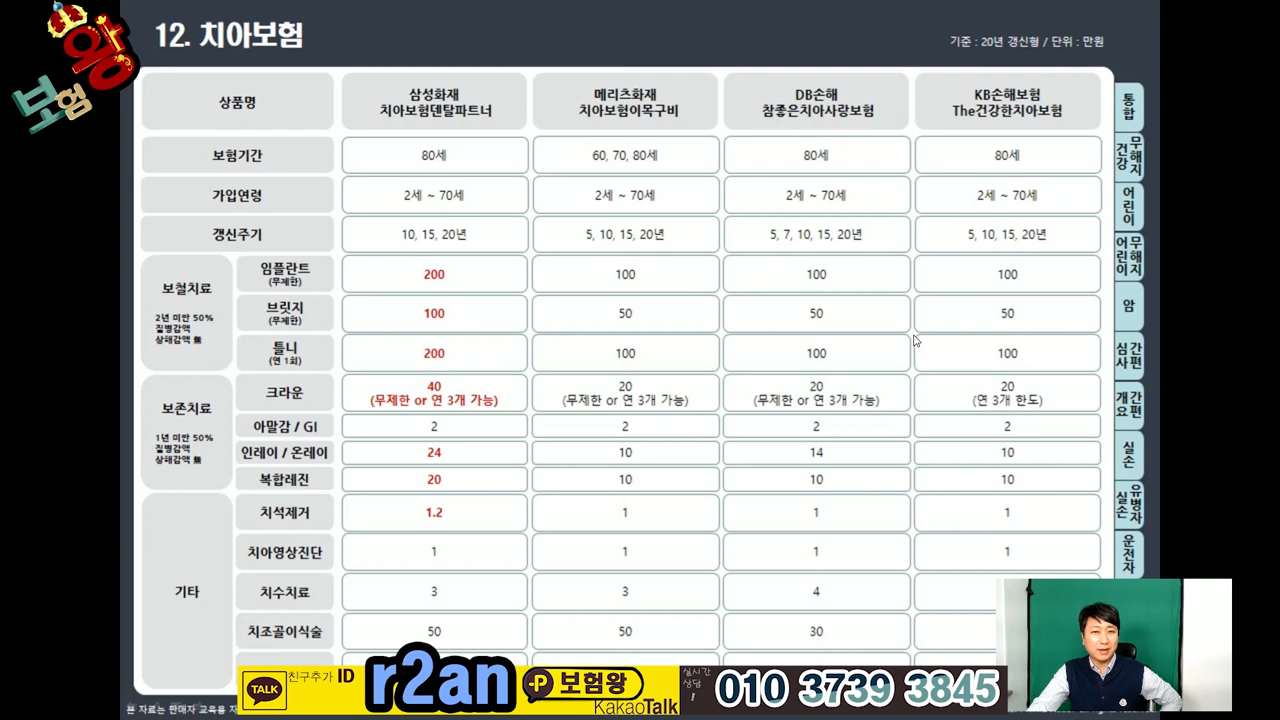 보험왕
12. 치아보험
기준 : 20년 갱신형 / 단위 : 만원
상품명
삼성화재
치아보험덴탈파트너
메리츠화재
치아보험이목구비
DB손해
참좋은치아사랑보험
KB손해보험
The건강한치아보험
보험기간
80세
60, 70, 80세
80세
80세
가입연령
2세 ~ 70세
2세 ~ 70세
2세 ~ 70세
2세 ~ 70세
갱신주기
10, 15, 20년
5, 10, 15, 20년
5, 7, 10, 15, 20년
5, 10, 15, 20년
보철치료
2년 미만 50%
질병감액
상해감액 無
임플란트
(무제한)
200
100
100
100
브릿지
(무제한)
100
50
50
50
틀니
(연 1회)
200
100
100
100
보존치료
1년 미만 50%
질병감액
상해감액 無
크라운
40
(무제한 or 연 3개 가능)
20
(무제한 or 연 3개 가능)
20
(무제한 or 연 3개 가능)
20
(연 3개 한도)
아말감 / GI
2
2
2
2
인레이 / 온레이
24
10
14
10
복합레진
20
10
10
10
기타
치석제거
1.2
1
1
1
치아영상진단
1
1
1
1
치수치료
3
3
4
치조골이식술
50
50
30
통합
무해지건강
어린이
무해지어린이
암
간편심사
간편개요
실손
유병자실손
운전자
TALK
친구추가 ID
r2an
P 보험왕
KakaoTalk
실시간
상담
!
010 3739 3845
본 자료는 판매자 교육용 자